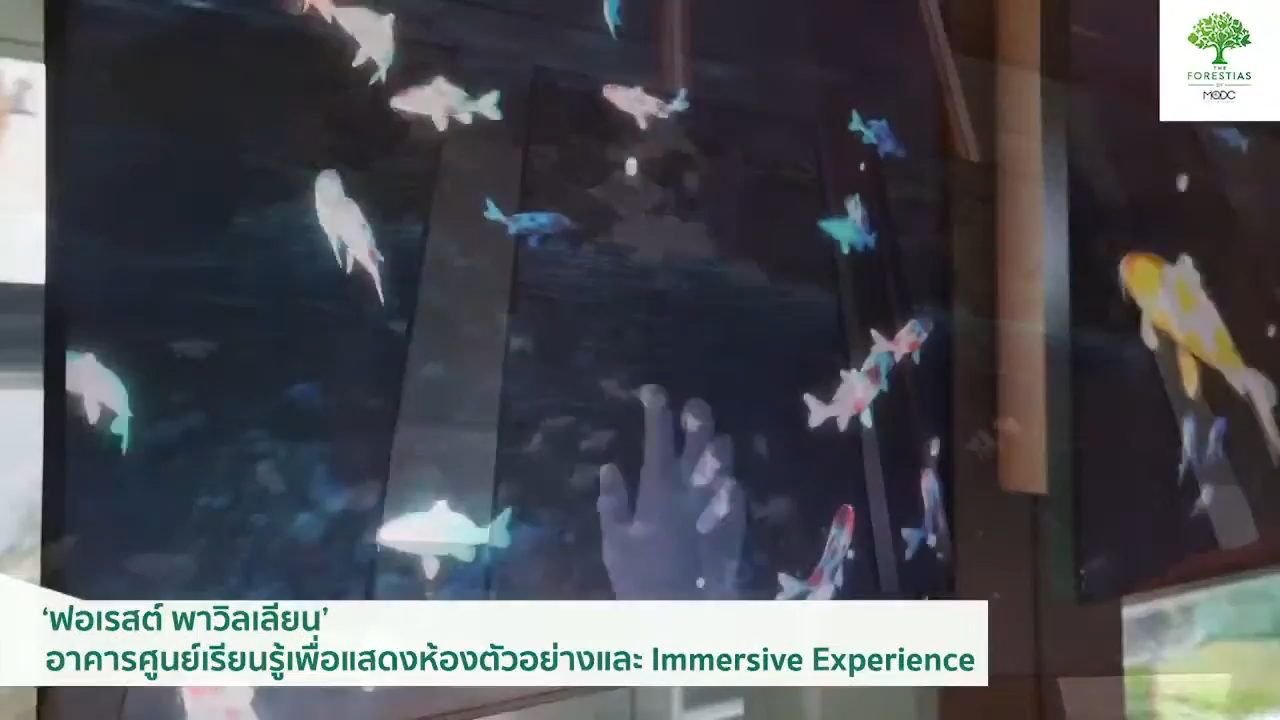 THE
FORESTIAS
BY
MQDC
‘ฟอเรสต์ พาวิลเลียน’
อาคารศูนย์เรียนรู้เพื่อแสดงห้องตัวอย่างและ Immersive Experience